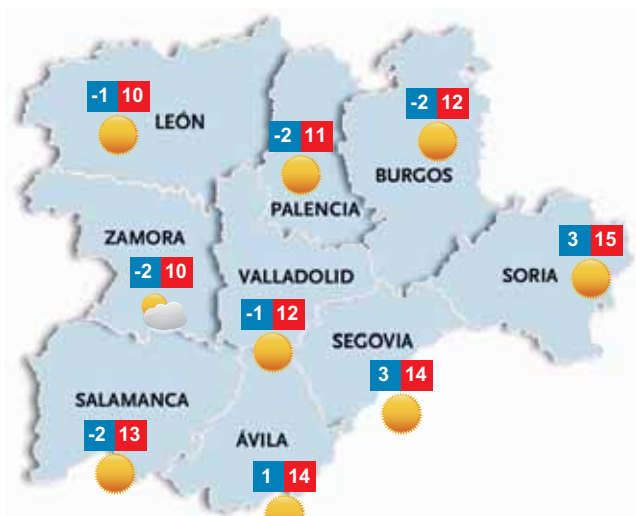 -1 10
LEÓN
-2 12
-2 11
BURGOS
PALENCIA
ZAMORA
3 15
-2 10
VALLADOLID
SORIA
-1 12
SEGOVIA
3 14
SALAMANCA
-2 13
ÁVILA
1 14